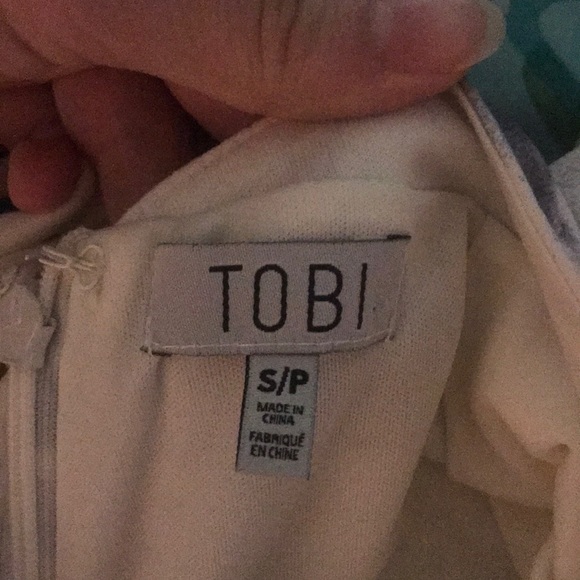 TOBI
S/P
MADE IN
CHINA
FABRIQUÉ
EN CHINE